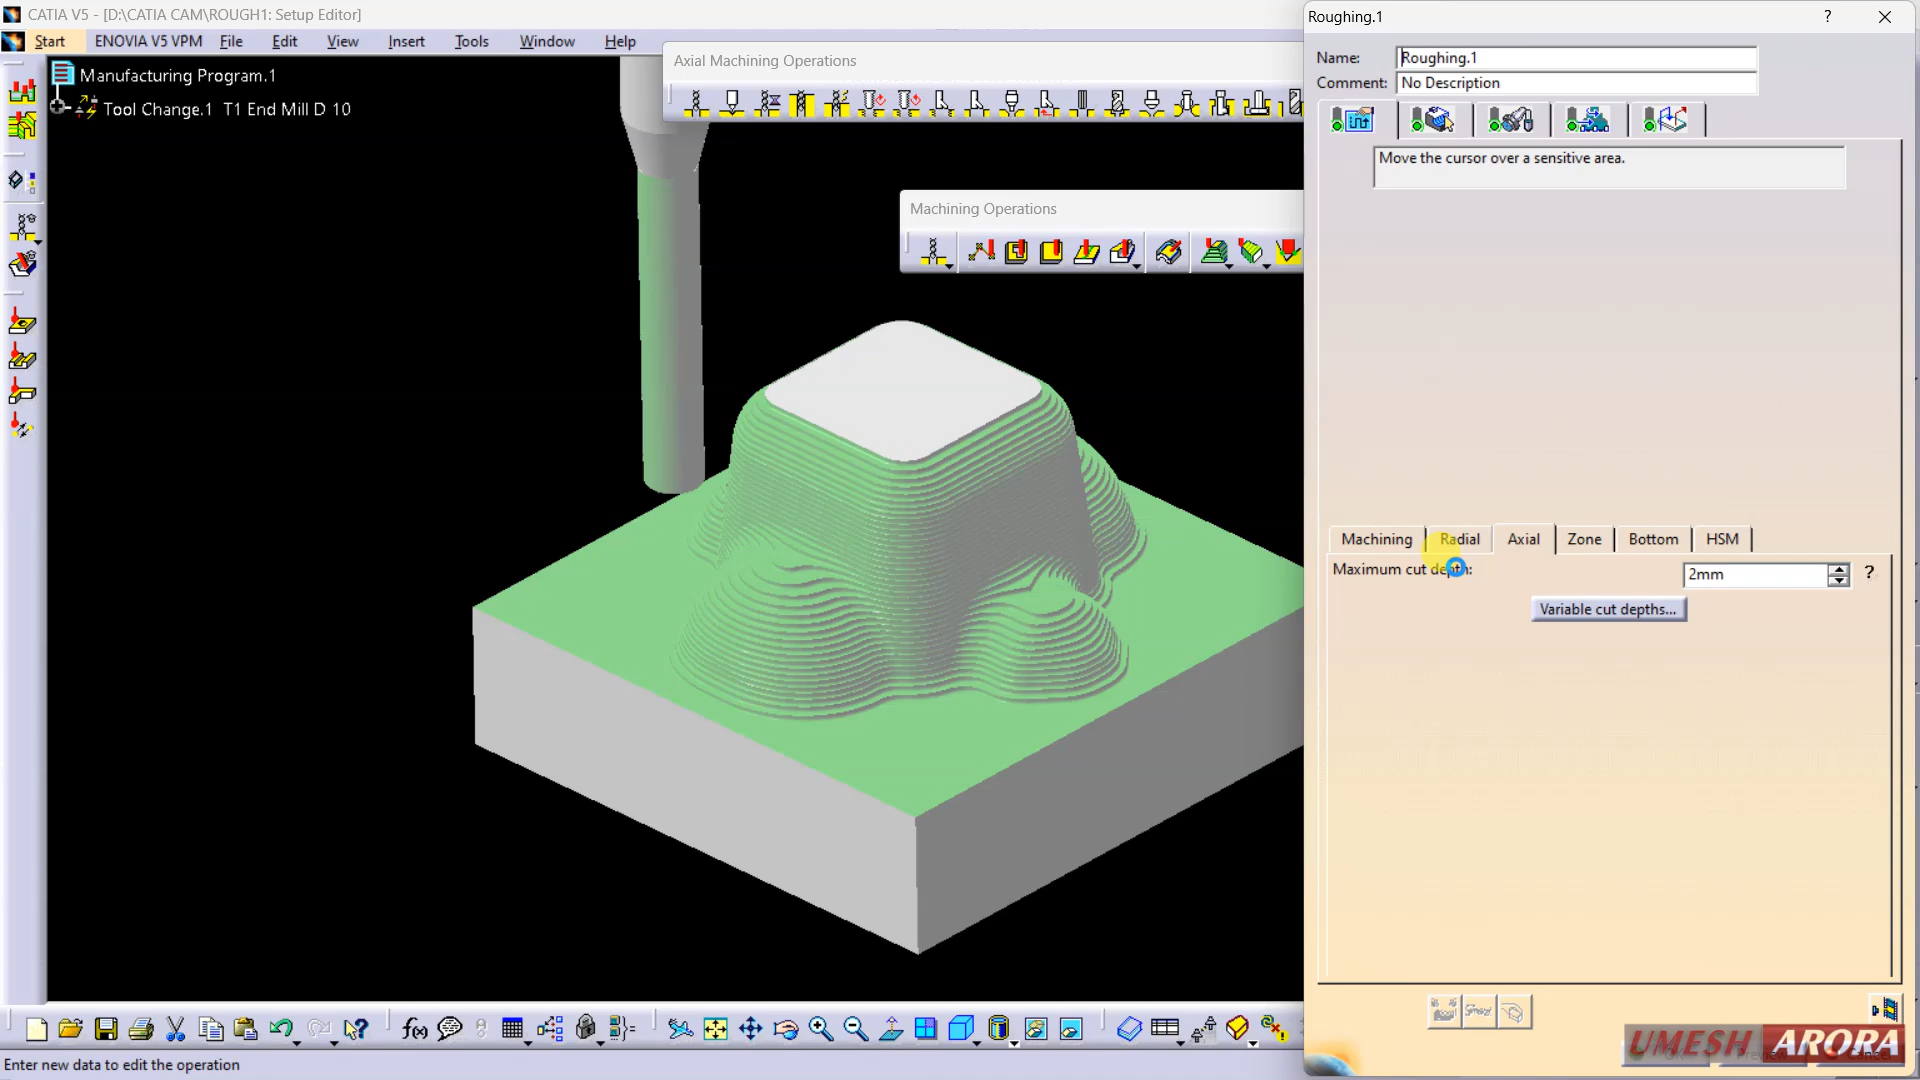 CATIA V5 - [D:\CATIA CAM\ROUGH1: Setup Editor]
Start ENOVIA V5 VPM File Edit View Insert Tools Window Help
Manufacturing Program.1
Tool Change.1 T1 End Mill D 10
Axial Machining Operations
Machining Operations
Roughing.1
Name: Roughing.1
Comment: No Description
Move the cursor over a sensitive area.
Machining Radial Axial Zone Bottom HSM
Maximum cut depth: 2mm ?
Variable cut depths...
UMESH ARORA
Enter new data to edit the operation